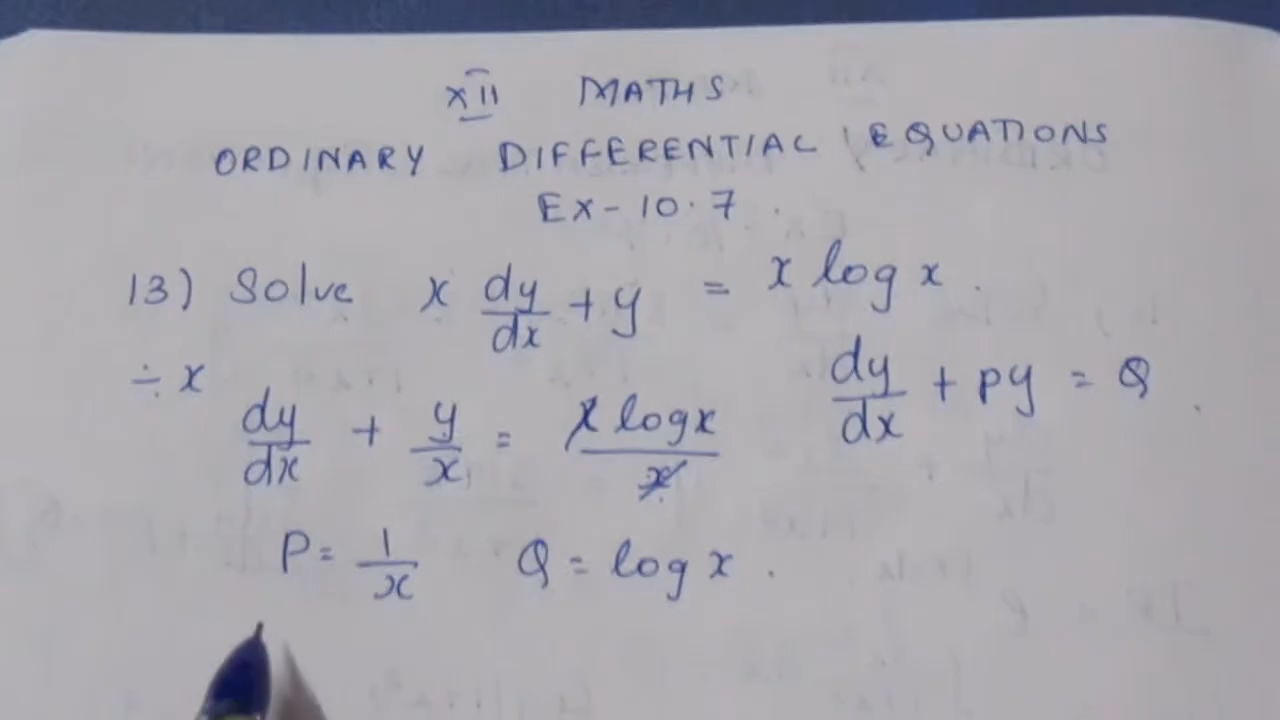 XII MATHS
ORDINARY DIFFERENTIAL EQUATIONS
EX-10.7
13) Solve x dy/dx + y = x log x.
÷ x
dy/dx + y/x = x log x / x
dy/dx + Py = Q
P = 1/x Q = log x.